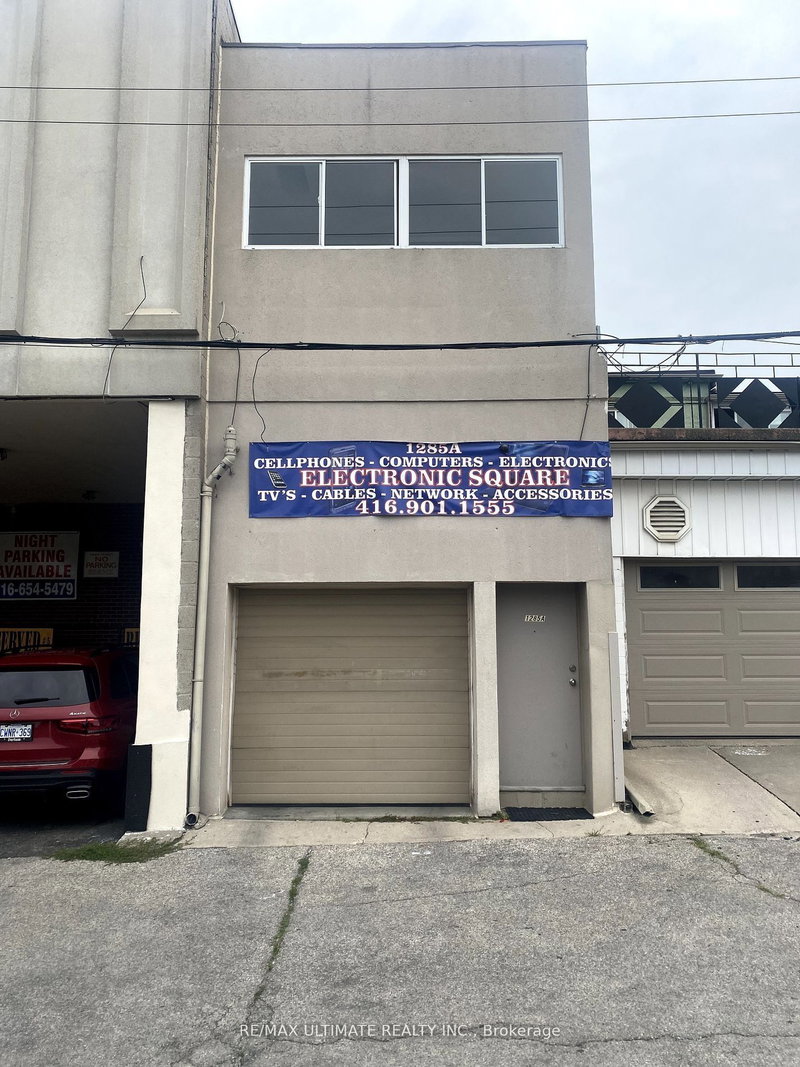 1285A
CELLPHONES - COMPUTERS - ELECTRONICS
ELECTRONIC SQUARE
TV'S - CABLES - NETWORK - ACCESSORIES
416.901.1555
NIGHT
PARKING
AVAILABLE
16-654-5479
NO
PARKING
1285A
RE/MAX ULTIMATE REALTY INC., Brokerage